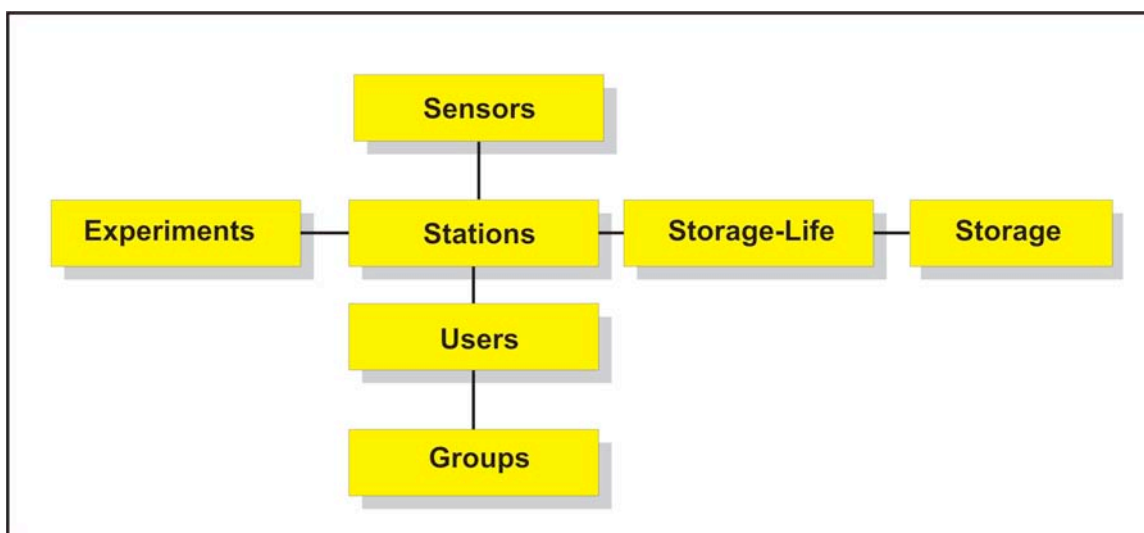 Sensors
Experiments
Stations
Storage-Life
Storage
Users
Groups